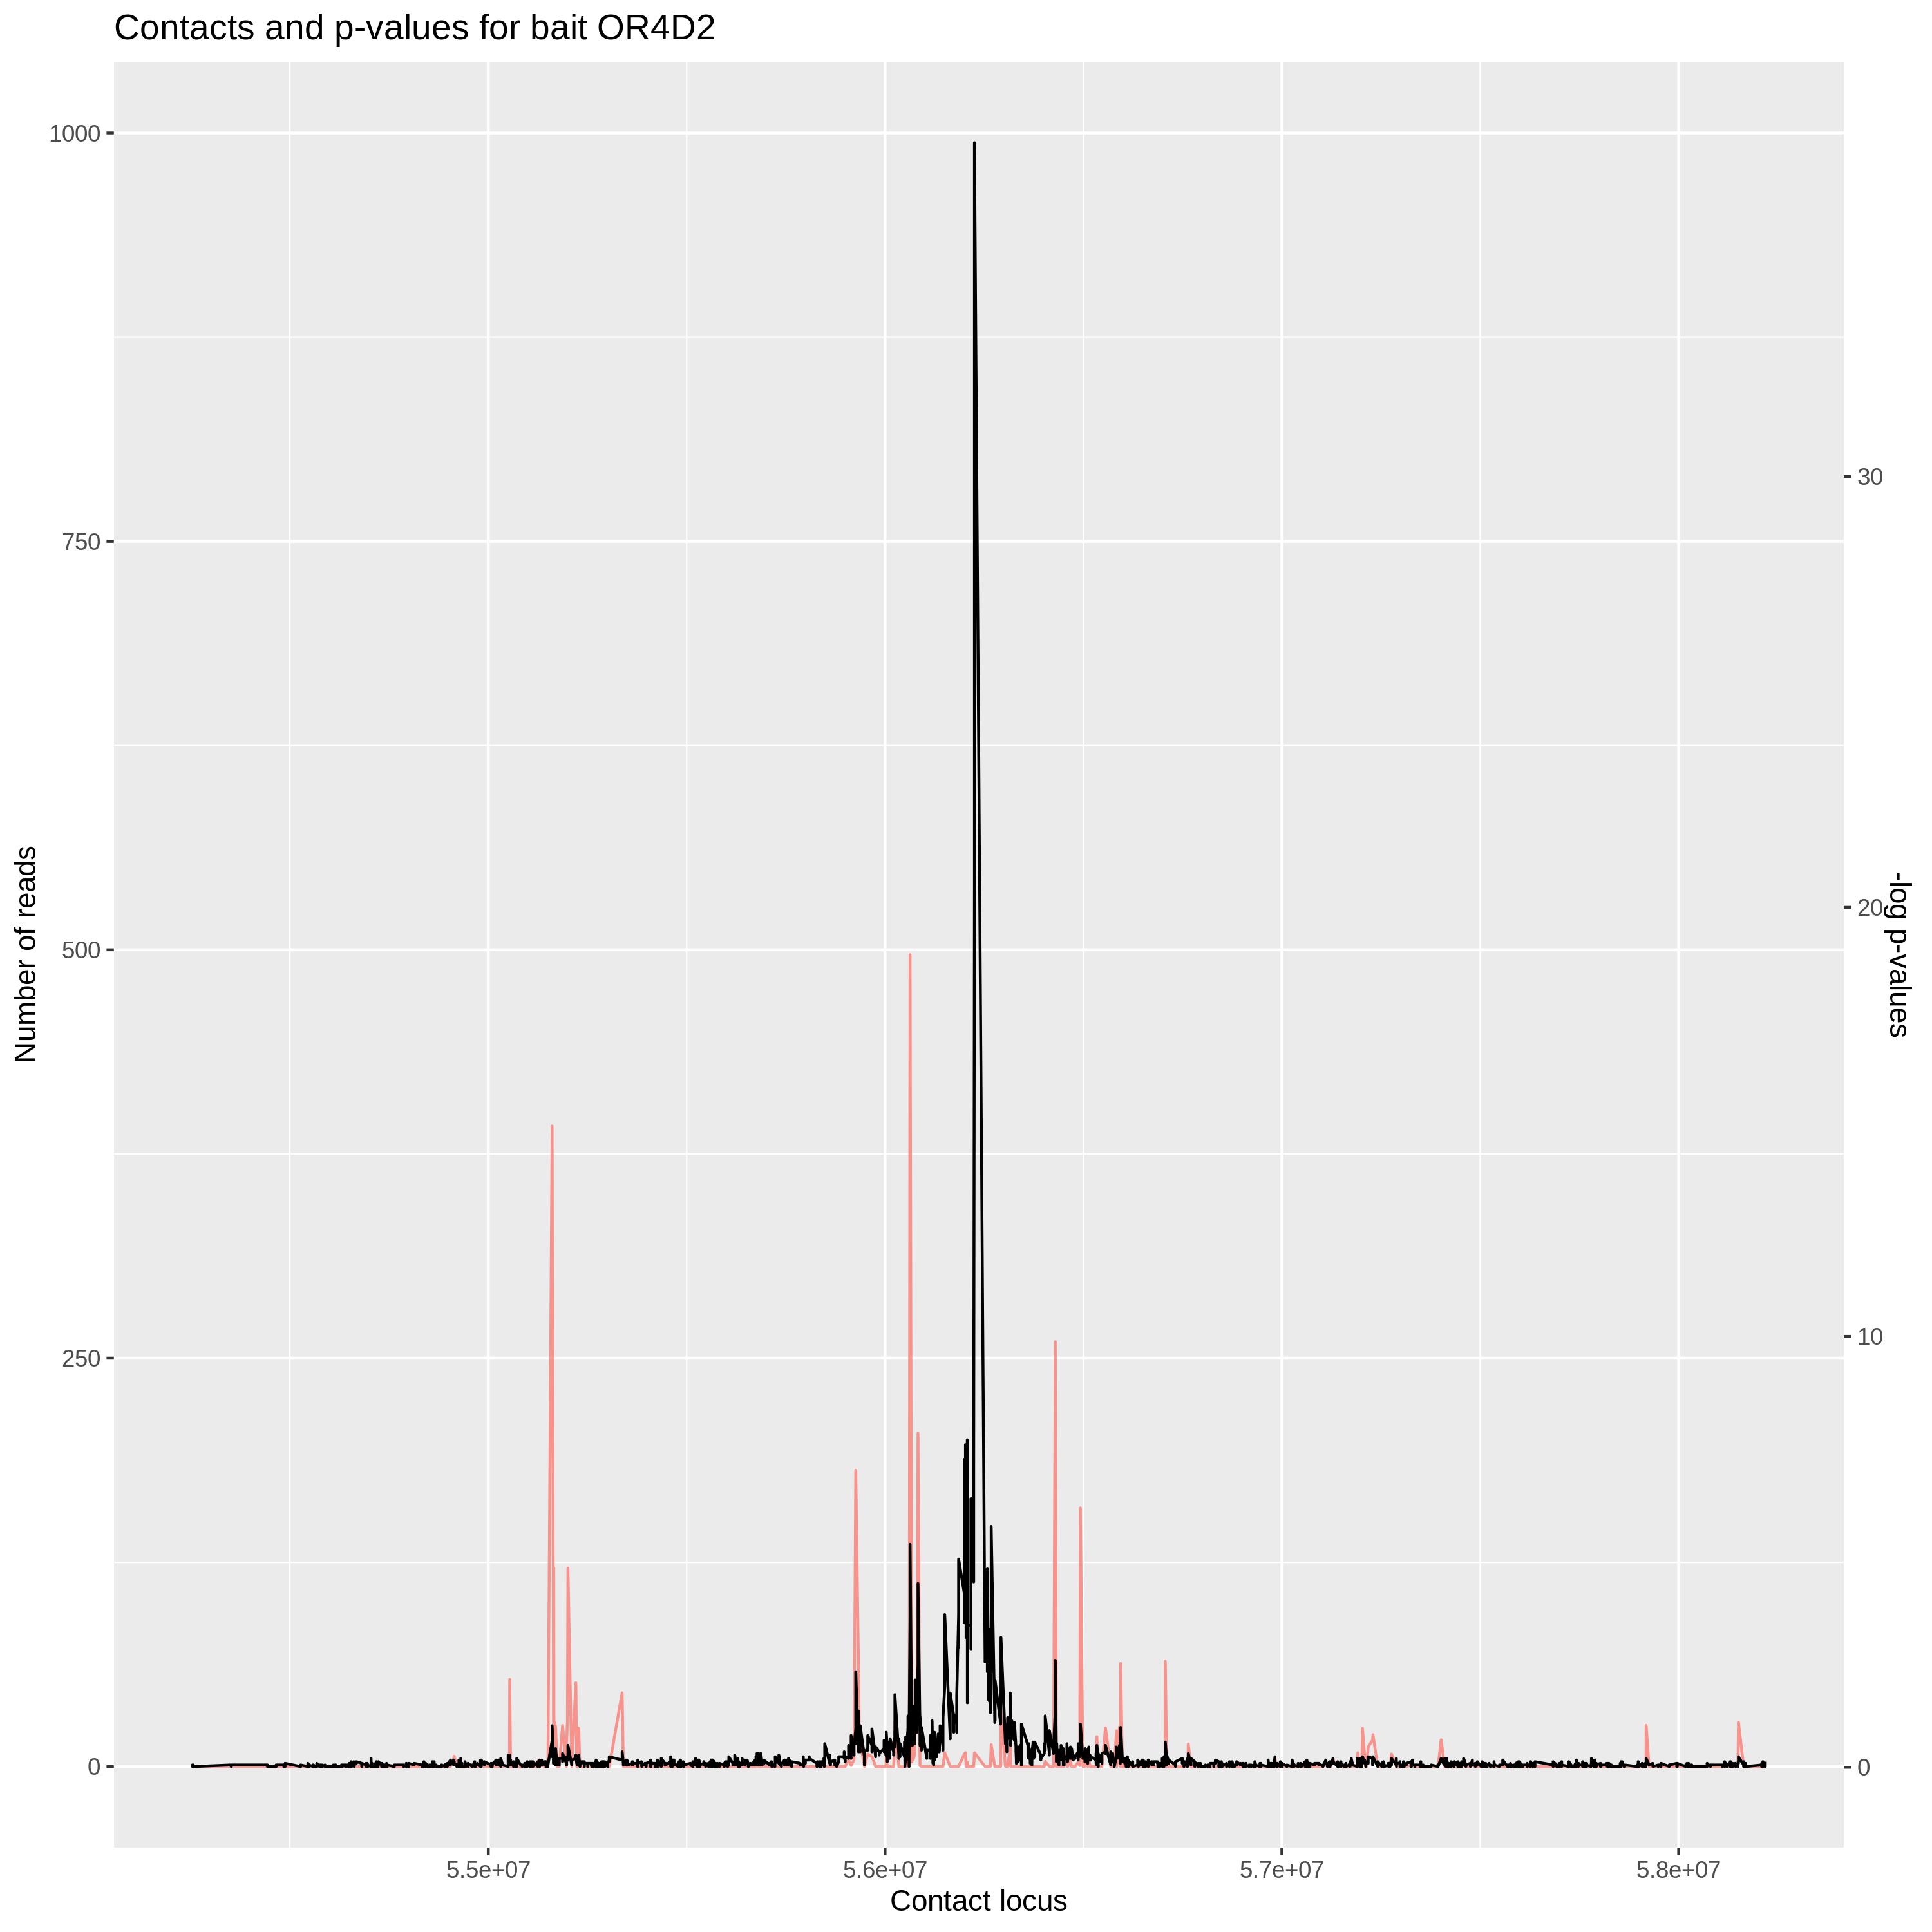 Contacts and p-values for bait OR4D2
1000
750
500
250
0
Number of reads
30
20
10
0
-log p-values
5.5e+07
5.6e+07
5.7e+07
5.8e+07
Contact locus